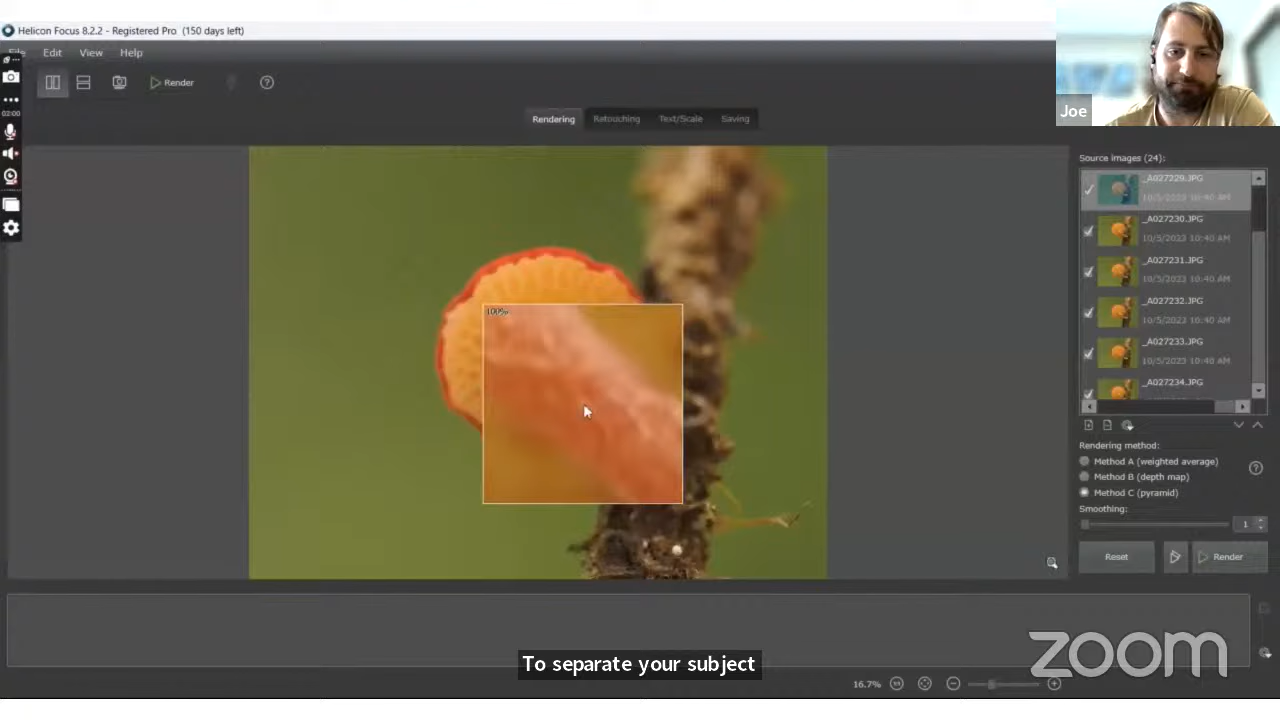 Helicon Focus 8.2.2 - Registered Pro (150 days left)
File Edit View Help
Render
02:00
Rendering Retouching Text/Scale Saving
Joe
Source images (24):
_A027229.JPG
10/5/2023 10:40 AM
_A027230.JPG
10/5/2023 10:40 AM
_A027231.JPG
10/5/2023 10:40 AM
_A027232.JPG
10/5/2023 10:40 AM
_A027233.JPG
10/5/2023 10:40 AM
_A027234.JPG
100%
Rendering method:
Method A (weighted average)
Method B (depth map)
Method C (pyramid)
Smoothing:
1
Reset
Render
To separate your subject
zoom
16.7%